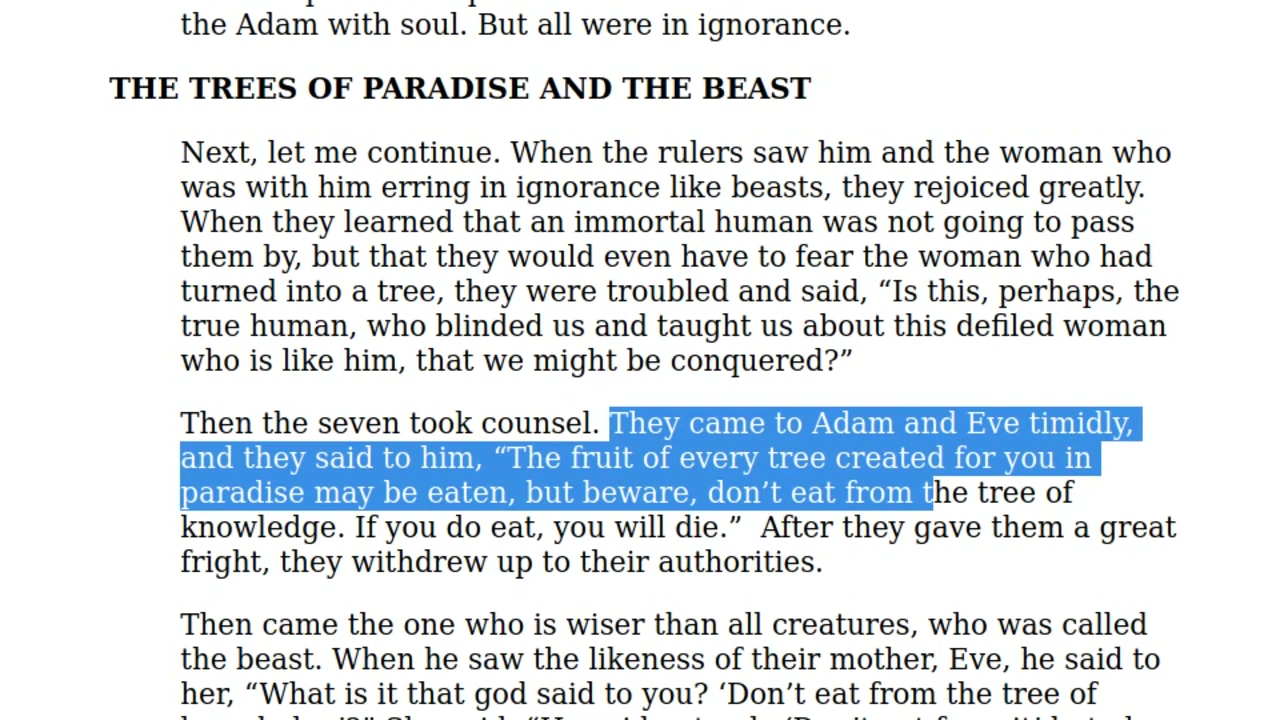 the Adam with soul. But all were in ignorance.
THE TREES OF PARADISE AND THE BEAST
Next, let me continue. When the rulers saw him and the woman who
was with him erring in ignorance like beasts, they rejoiced greatly.
When they learned that an immortal human was not going to pass
them by, but that they would even have to fear the woman who had
turned into a tree, they were troubled and said, “Is this, perhaps, the
true human, who blinded us and taught us about this defiled woman
who is like him, that we might be conquered?”
Then the seven took counsel. They came to Adam and Eve timidly,
and they said to him, “The fruit of every tree created for you in
paradise may be eaten, but beware, don’t eat from the tree of
knowledge. If you do eat, you will die.”  After they gave them a great
fright, they withdrew up to their authorities.
Then came the one who is wiser than all creatures, who was called
the beast. When he saw the likeness of their mother, Eve, he said to
her, “What is it that god said to you? ‘Don’t eat from the tree of